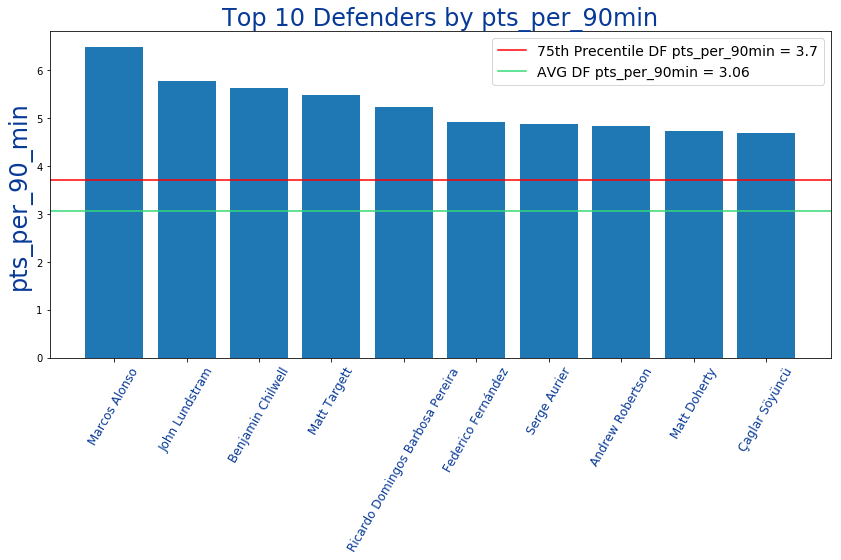 Top 10 Defenders by pts_per_90min
75th Precentile DF pts_per_90min = 3.7
AVG DF pts_per_90min = 3.06
pts_per_90_min
6
5
4
3
2
1
0
Marcos Alonso
John Lundstram
Benjamin Chilwell
Matt Targett
Ricardo Domingos Barbosa Pereira
Federico Fernández
Serge Aurier
Andrew Robertson
Matt Doherty
Çaglar Söyüncü